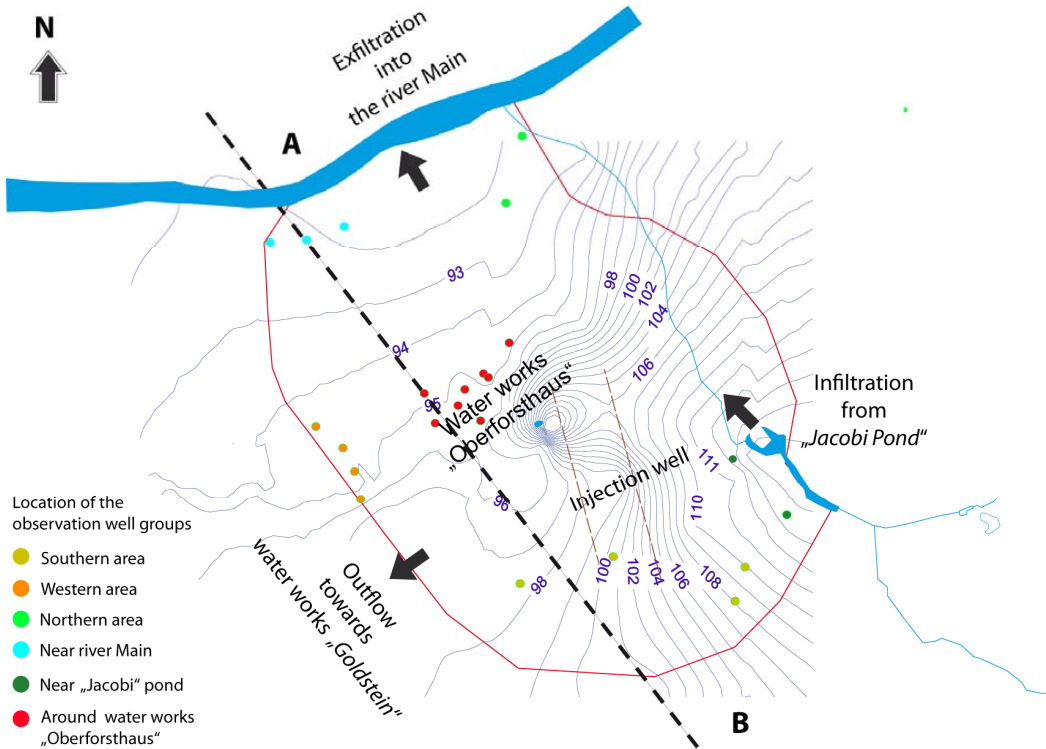 N
Exfiltration
into
the river Main
A
93
98
100
102
104
94
106
95
Water works
„Oberforsthaus“
Infiltration
from
„Jacobi Pond“
111
Injection well
96
110
Location of the
observation well groups
Southern area
Western area
Northern area
Near river Main
Near „Jacobi“ pond
Around water works
„Oberforsthaus“
98
100
102
104
106
108
Outflow
towards
water works „Goldstein“
B